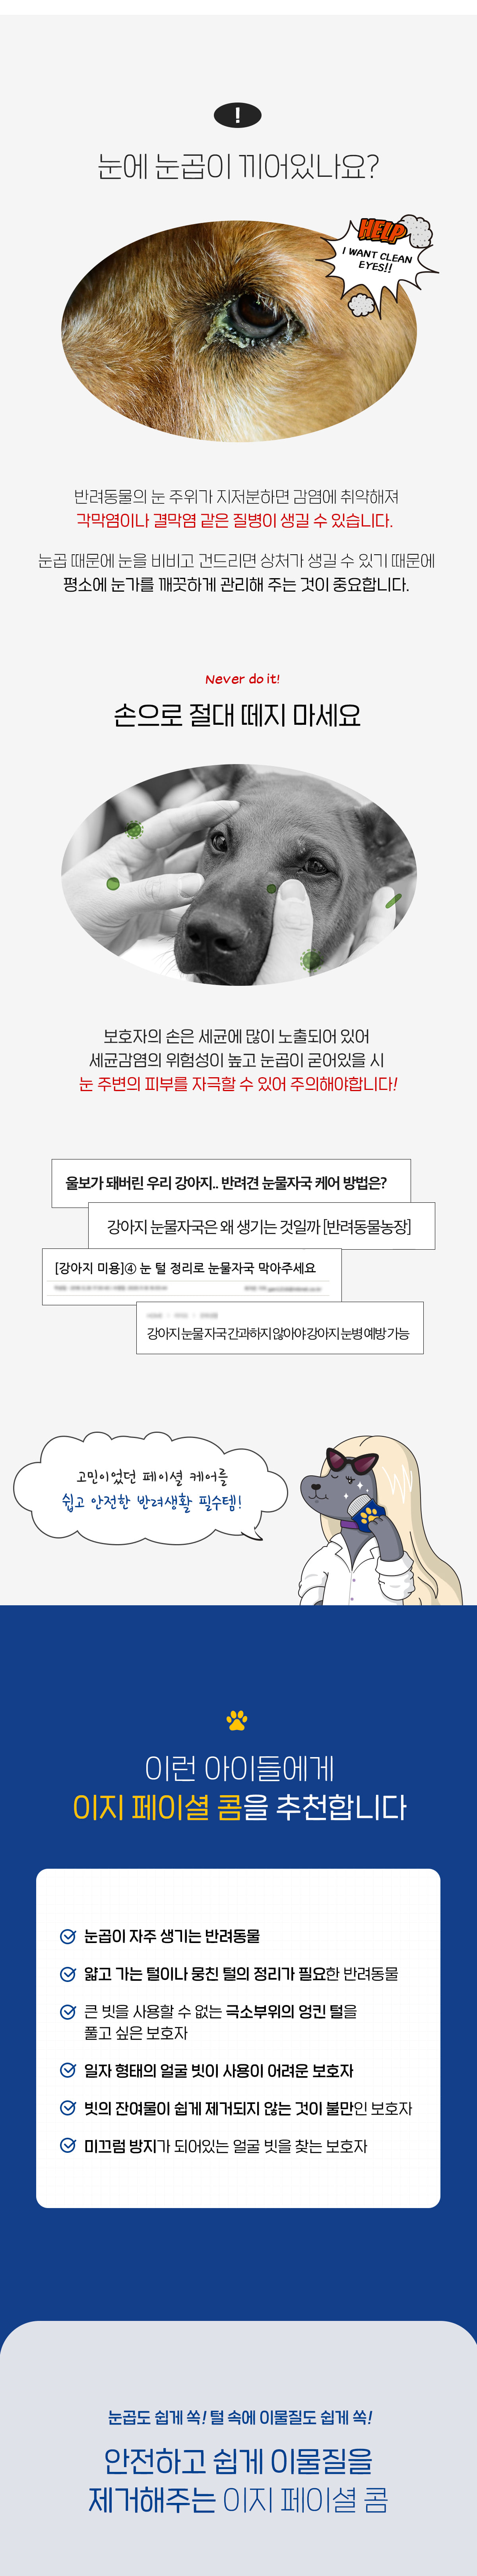 !
눈에 눈곱이 끼어있나요?
HELP
I WANT CLEAN
EYES!!
반려동물의 눈 주위가 지저분하면 감염에 취약해져
각막염이나 결막염 같은 질병이 생길 수 있습니다.
눈곱 때문에 눈을 비비고 건드리면 상처가 생길 수 있기 때문에
평소에 눈가를 깨끗하게 관리해 주는 것이 중요합니다.
Never do it!
손으로 절대 떼지 마세요
보호자의 손은 세균에 많이 노출되어 있어
세균감염의 위험성이 높고 눈곱이 굳어있을 시
눈 주변의 피부를 자극할 수 있어 주의해야합니다!
울보가 돼버린 우리 강아지.. 반려견 눈물자국 케어 방법은?
강아지 눈물자국은 왜 생기는 것일까 [반려동물농장]
[강아지 미용]④ 눈 털 정리로 눈물자국 막아주세요
강아지 눈물 자국 간과하지 않아야 강아지 눈병 예방 가능
고민이었던 페이셜 케어를
쉽고 안전한 반려생활 필수템!
이런 아이들에게
이지 페이셜 콤을 추천합니다
눈곱이 자주 생기는 반려동물
얇고 가는 털이나 뭉친 털의 정리가 필요한 반려동물
큰 빗을 사용할 수 없는 극소부위의 엉킨 털을
풀고 싶은 보호자
일자 형태의 얼굴 빗이 사용이 어려운 보호자
빗의 잔여물이 쉽게 제거되지 않는 것이 불만인 보호자
미끄럼 방지가 되어있는 얼굴 빗을 찾는 보호자
눈곱도 쉽게 쏙! 털 속에 이물질도 쉽게 쏙!
안전하고 쉽게 이물질을
제거해주는 이지 페이셜 콤